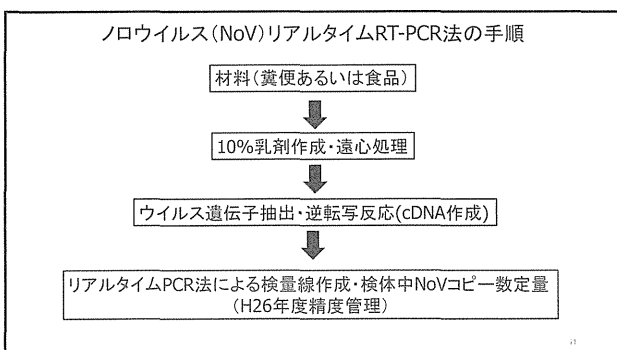 ノロウイルス(NoV)リアルタイムRT-PCR法の手順
材料(糞便あるいは食品)
10%乳剤作成・遠心処理
ウイルス遺伝子抽出・逆転写反応(cDNA作成)
リアルタイムPCR法による検量線作成・検体中NoVコピー数定量
(H26年度精度管理)